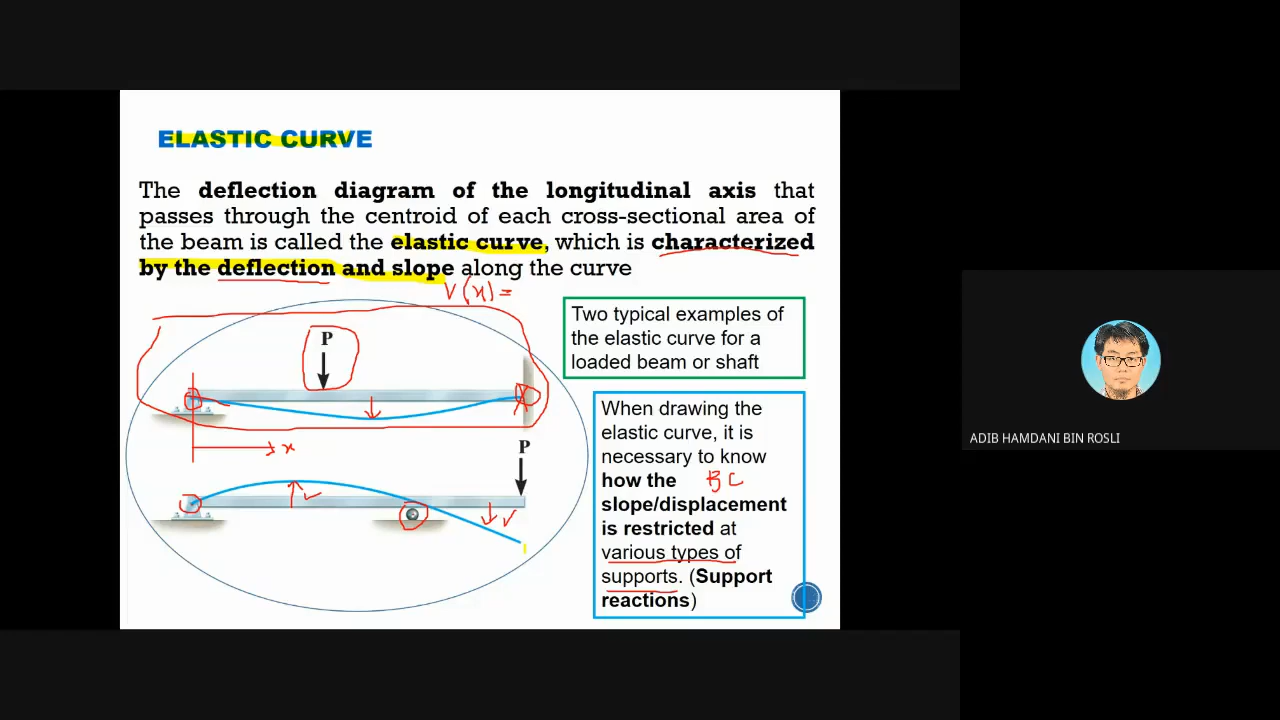 ELASTIC CURVE
The deflection diagram of the longitudinal axis that
passes through the centroid of each cross-sectional area of
the beam is called the elastic curve, which is characterized
by the deflection and slope along the curve
V(x) =
P
x
P
Two typical examples of
the elastic curve for a
loaded beam or shaft
When drawing the
elastic curve, it is
necessary to know
how the BC
slope/displacement
is restricted at
various types of
supports. (Support
reactions)
ADIB HAMDANI BIN ROSLI